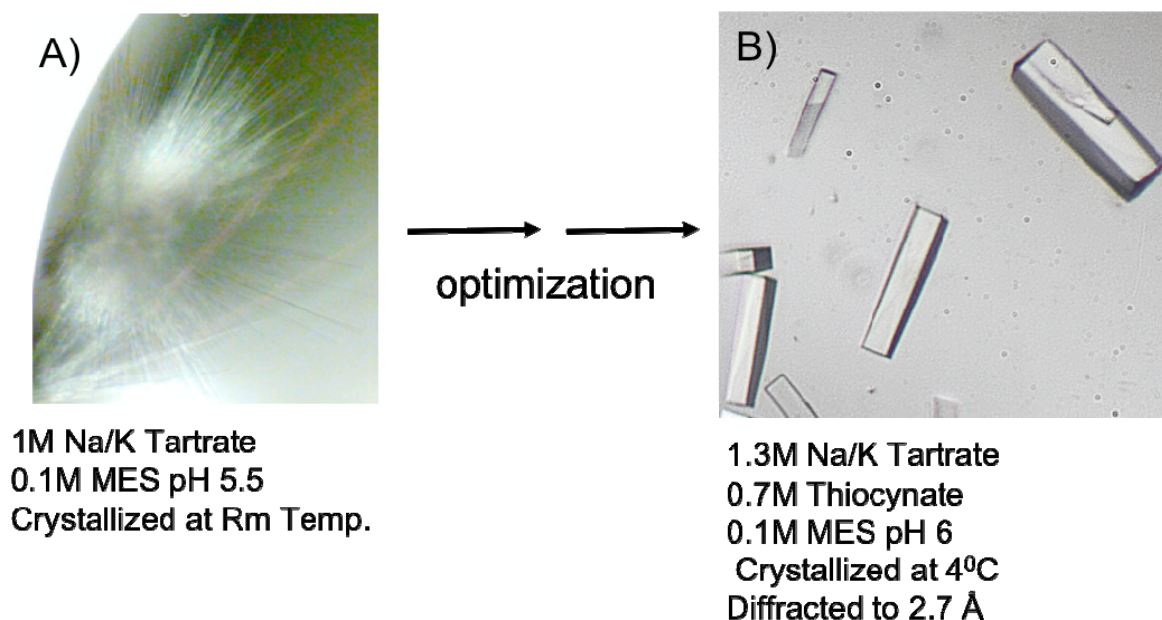 A)
B)
optimization
1M Na/K Tartrate
0.1M MES pH 5.5
Crystallized at Rm Temp.
1.3M Na/K Tartrate
0.7M Thiocynate
0.1M MES pH 6
Crystallized at 4⁰C
Diffracted to 2.7 Å